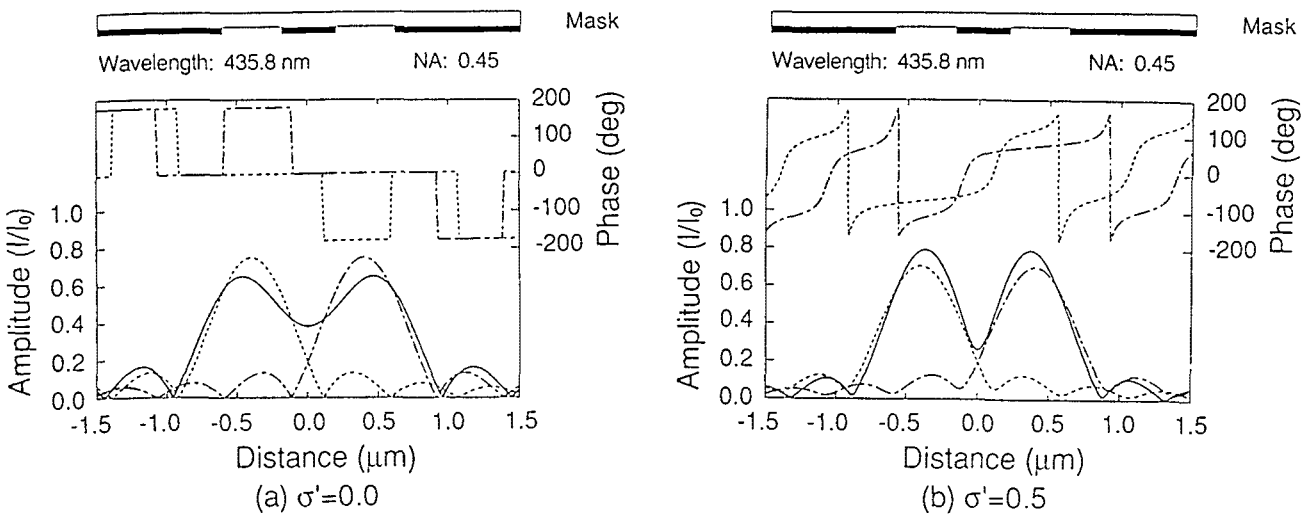 Mask
Wavelength: 435.8 nm NA: 0.45
200
100
0
-100
-200
Phase (deg)
1.0
0.8
0.6
0.4
0.2
0.0
Amplitude (I/I₀)
-1.5 -1.0 -0.5 0.0 0.5 1.0 1.5
Distance (μm)
(a) σ'=0.0
Mask
Wavelength: 435.8 nm NA: 0.45
200
100
0
-100
-200
Phase (deg)
1.0
0.8
0.6
0.4
0.2
0.0
Amplitude (I/I₀)
-1.5 -1.0 -0.5 0.0 0.5 1.0 1.5
Distance (μm)
(b) σ'=0.5